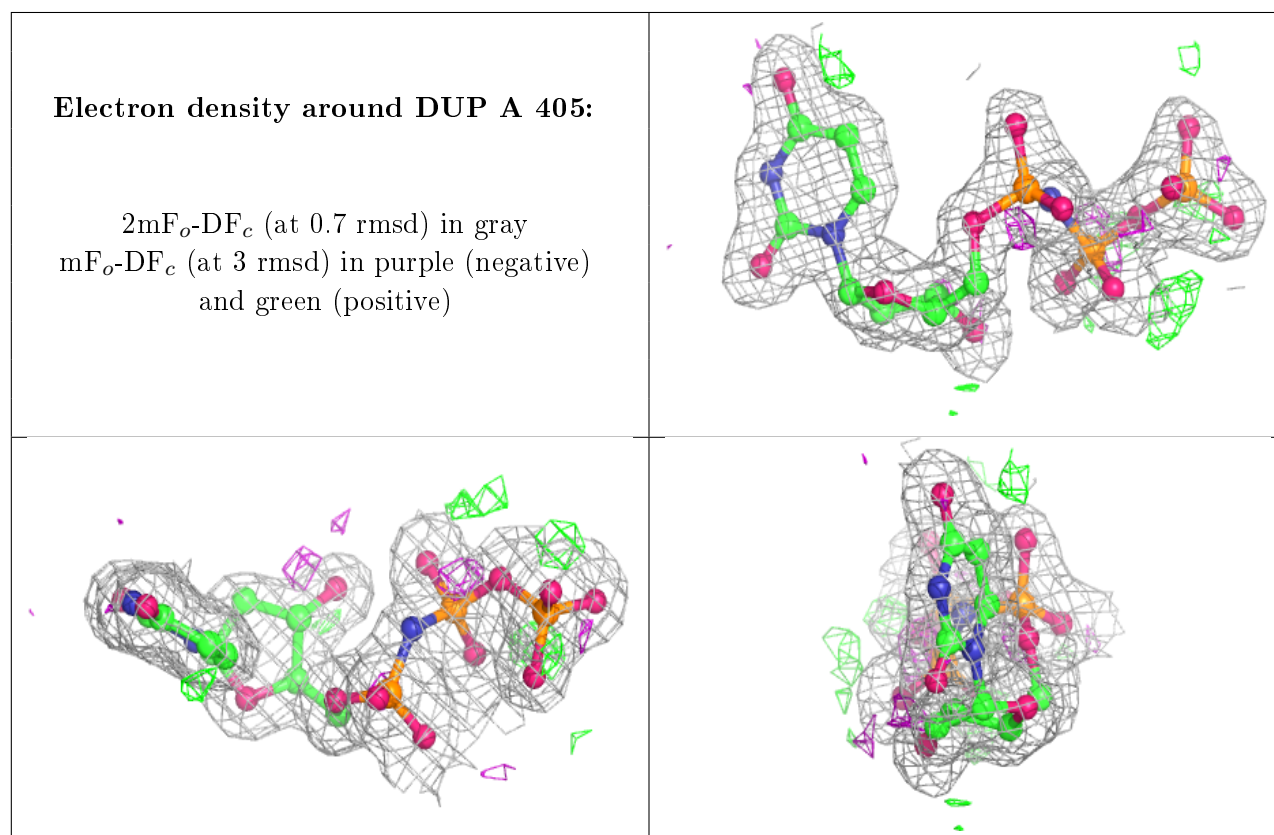 Electron density around DUP A 405:
2mFo-DFc (at 0.7 rmsd) in gray
mFo-DFc (at 3 rmsd) in purple (negative)
and green (positive)